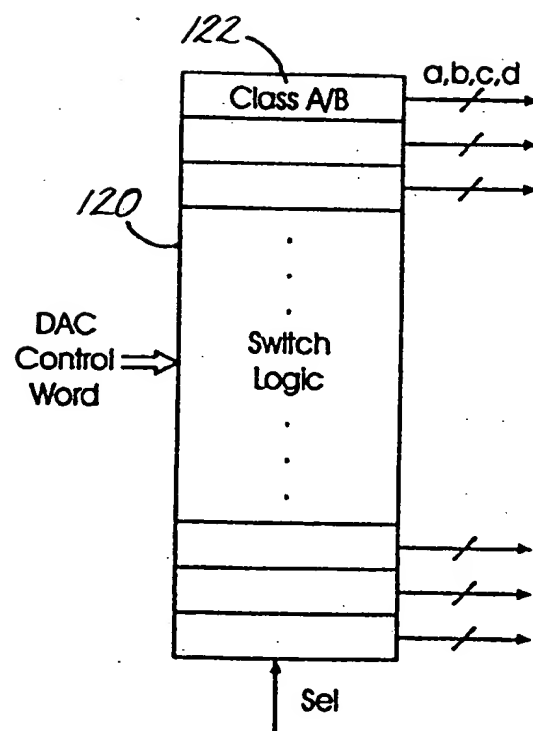 122
Class A/B
a,b,c,d
120
DAC
Control
Word
Switch
Logic
Sel